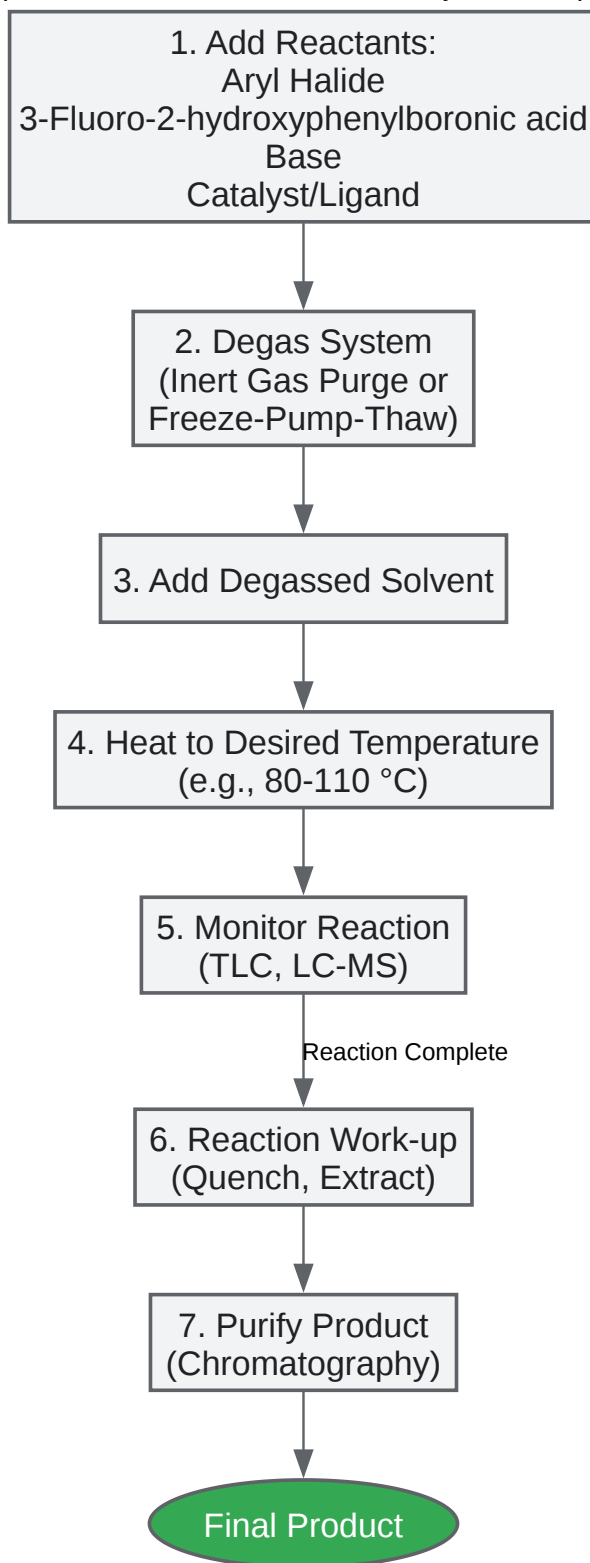 1. Add Reactants:
Aryl Halide
3-Fluoro-2-hydroxyphenylboronic acid
Base
Catalyst/Ligand
2. Degas System
(Inert Gas Purge or
Freeze-Pump-Thaw)
3. Add Degassed Solvent
4. Heat to Desired Temperature
(e.g., 80-110 °C)
5. Monitor Reaction
(TLC, LC-MS)
Reaction Complete
6. Reaction Work-up
(Quench, Extract)
7. Purify Product
(Chromatography)
Final Product